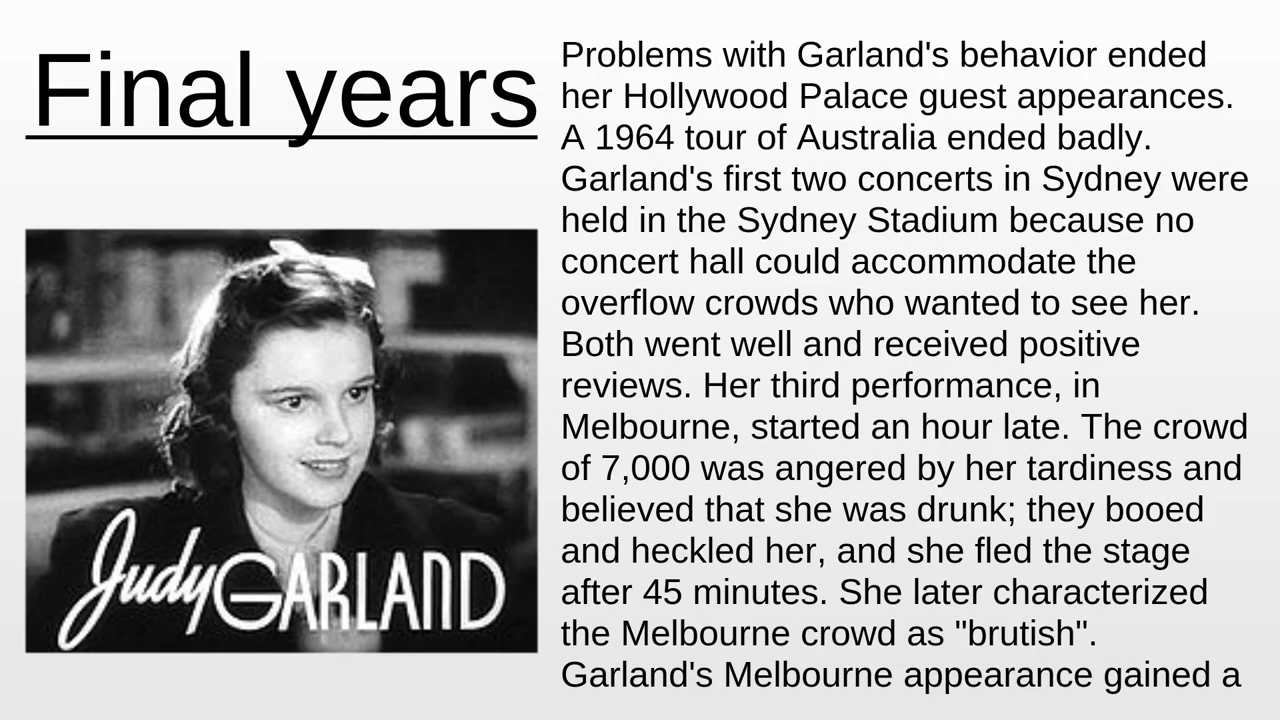 Final years
Judy GARLAND
Problems with Garland's behavior ended
her Hollywood Palace guest appearances.
A 1964 tour of Australia ended badly.
Garland's first two concerts in Sydney were
held in the Sydney Stadium because no
concert hall could accommodate the
overflow crowds who wanted to see her.
Both went well and received positive
reviews. Her third performance, in
Melbourne, started an hour late. The crowd
of 7,000 was angered by her tardiness and
believed that she was drunk; they booed
and heckled her, and she fled the stage
after 45 minutes. She later characterized
the Melbourne crowd as "brutish".
Garland's Melbourne appearance gained a